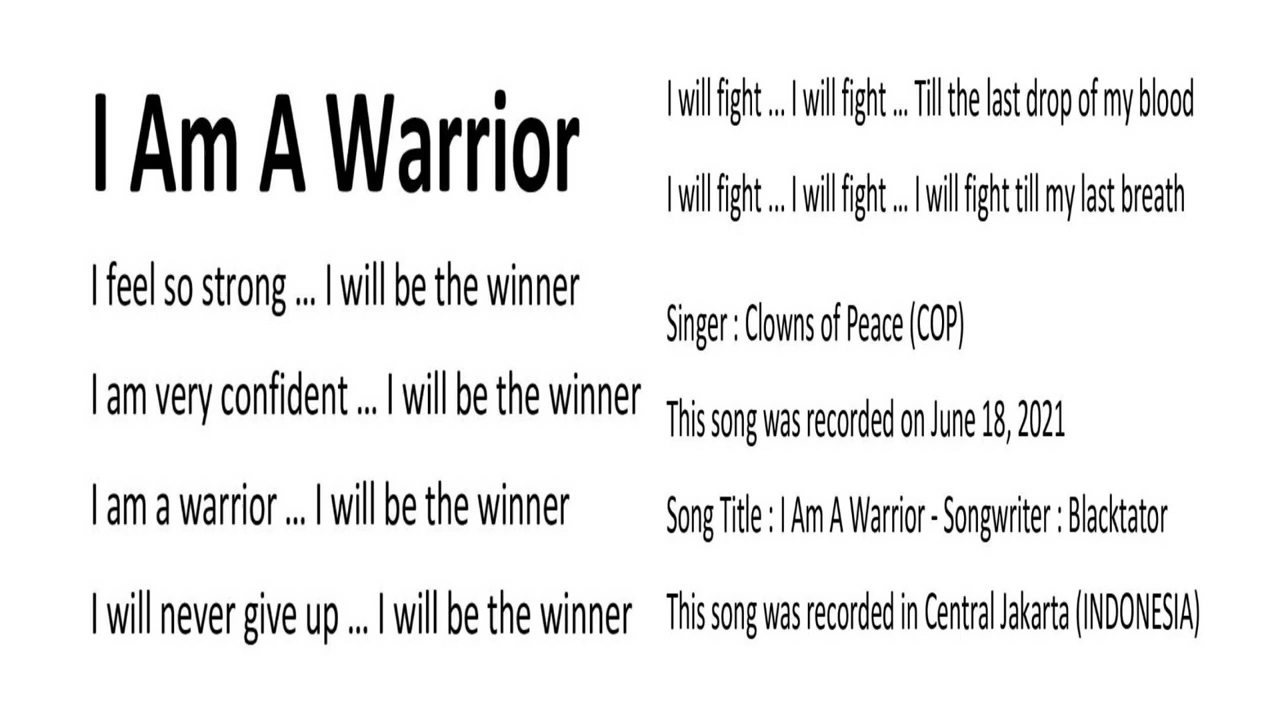 I Am A Warrior
I feel so strong ... I will be the winner
I am very confident ... I will be the winner
I am a warrior ... I will be the winner
I will never give up ... I will be the winner
I will fight ... I will fight ... Till the last drop of my blood
I will fight ... I will fight ... I will fight till my last breath
Singer : Clowns of Peace (COP)
This song was recorded on June 18, 2021
Song Title : I Am A Warrior - Songwriter : Blacktator
This song was recorded in Central Jakarta (INDONESIA)